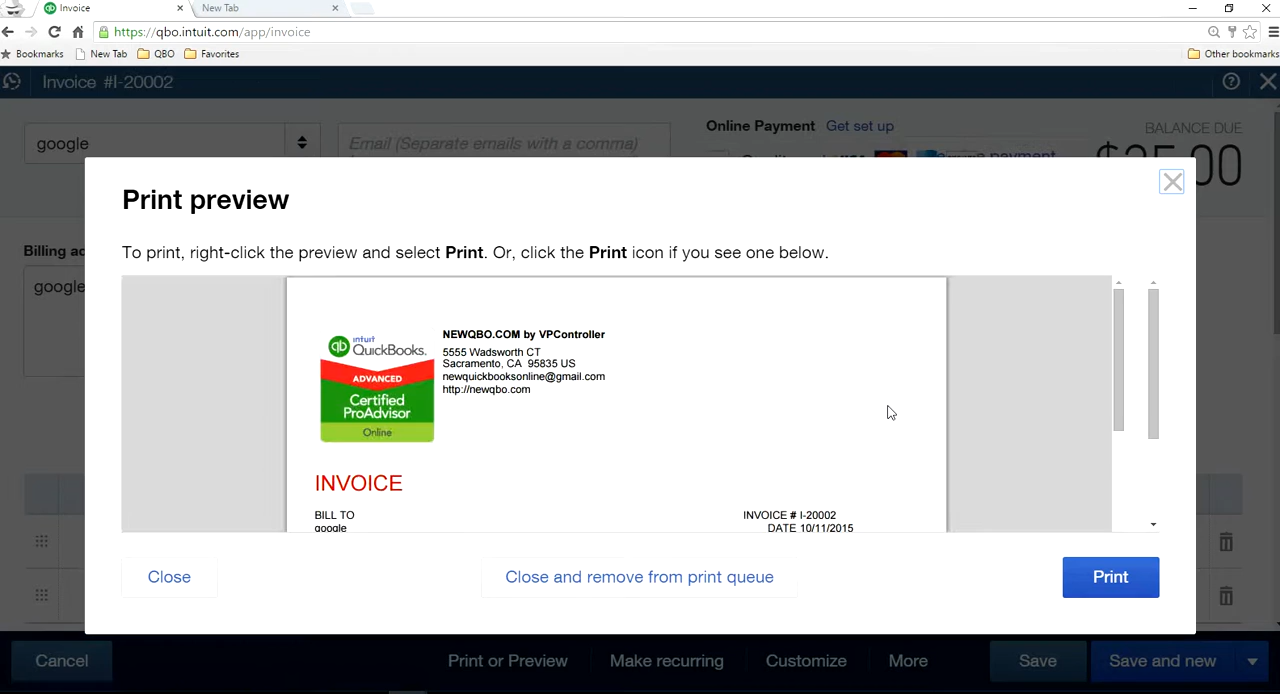 Invoice
New Tab
https://qbo.intuit.com/app/invoice
Bookmarks New Tab QBO Favorites Other bookmarks
Invoice #I-20002
google
Email (Separate emails with a comma)
Online Payment Get set up
BALANCE DUE
Billing ad
google
Print preview
To print, right-click the preview and select Print. Or, click the Print icon if you see one below.
intuit
qb QuickBooks.
ADVANCED
Certified
ProAdvisor
Online
NEWQBO.COM by VPController
5555 Wadsworth CT
Sacramento, CA 95835 US
newquickbooksonline@gmail.com
http://newqbo.com
INVOICE
BILL TO
google
INVOICE # I-20002
DATE 10/11/2015
Close
Close and remove from print queue
Print
Cancel
Print or Preview
Make recurring
Customize
More
Save
Save and new